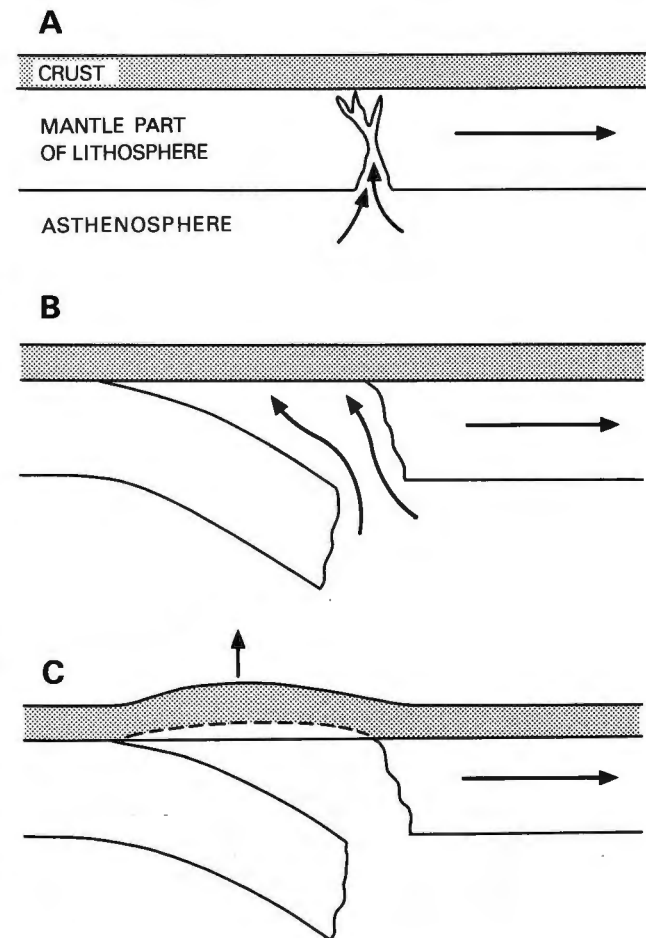 A
CRUST
MANTLE PART
OF LITHOSPHERE
ASTHENOSPHERE
B
C